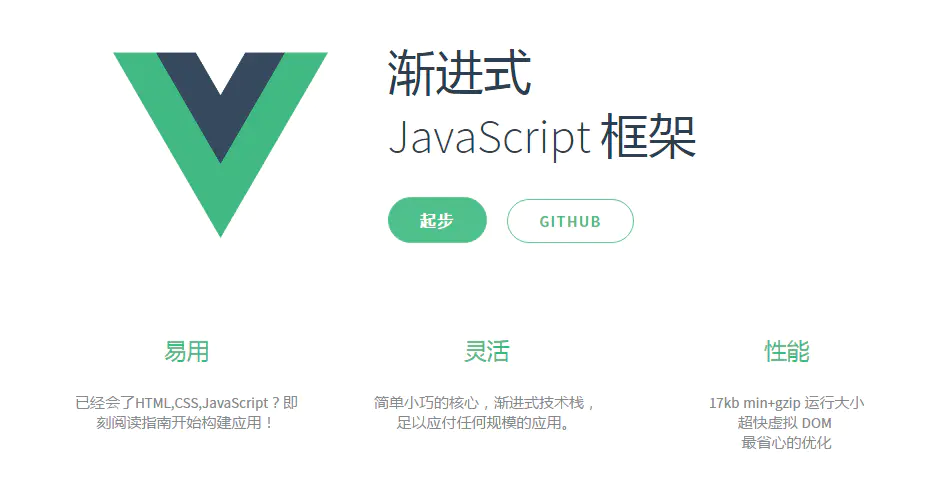 渐进式
JavaScript 框架
起步
GITHUB
易用
已经会了HTML,CSS,JavaScript？即
刻阅读指南开始构建应用！
灵活
简单小巧的核心，渐进式技术栈，
足以应付任何规模的应用。
性能
17kb min+gzip 运行大小
超快虚拟 DOM
最省心的优化